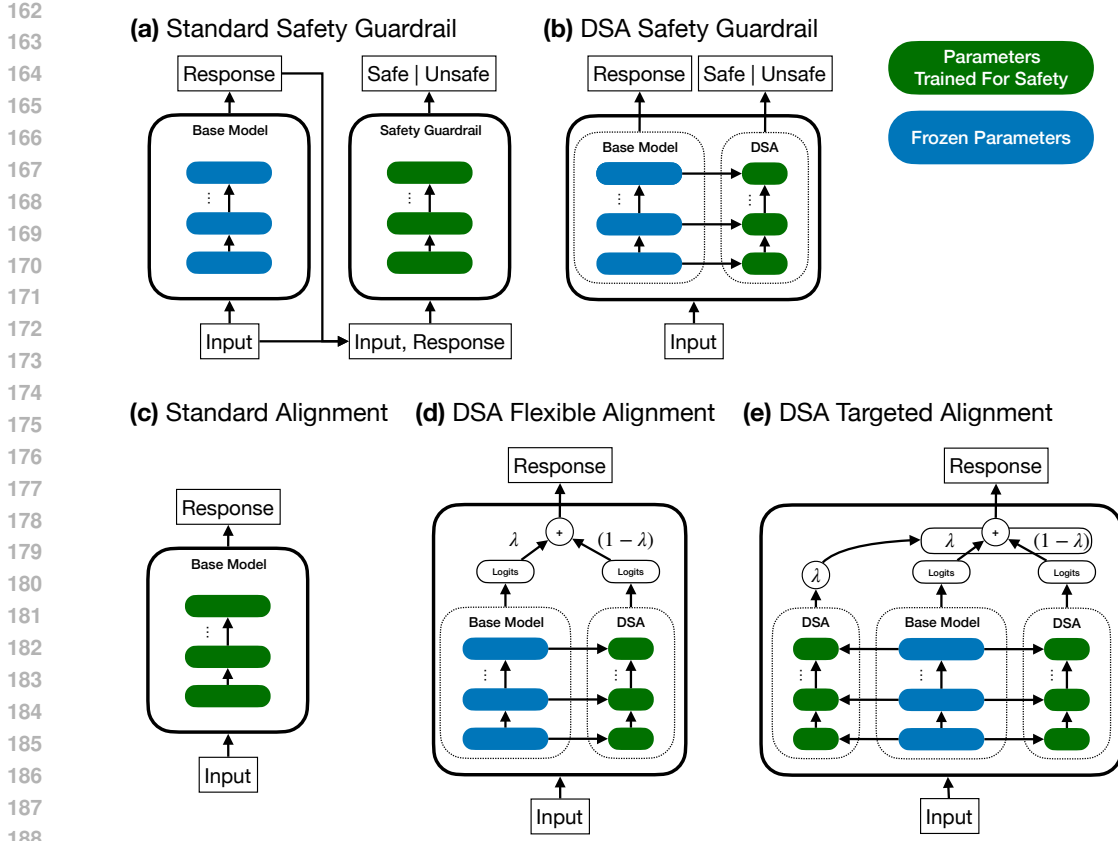 162
163
164
165
166
167
168
169
170
171
172
173
174
175
176
177
178
179
180
181
182
183
184
185
186
187
188
(a) Standard Safety Guardrail
Response
Safe | Unsafe
Base Model
⋮
Safety Guardrail
⋮
Input
Input, Response
(b) DSA Safety Guardrail
Response
Safe | Unsafe
Base Model
⋮
DSA
⋮
Input
Parameters
Trained For Safety
Frozen Parameters
(c) Standard Alignment
Response
Base Model
⋮
Input
(d) DSA Flexible Alignment
Response
+
λ
(1 − λ)
Logits
Logits
Base Model
⋮
DSA
⋮
Input
(e) DSA Targeted Alignment
Response
+
λ
(1 − λ)
λ
Logits
Logits
DSA
⋮
Base Model
⋮
DSA
⋮
Input